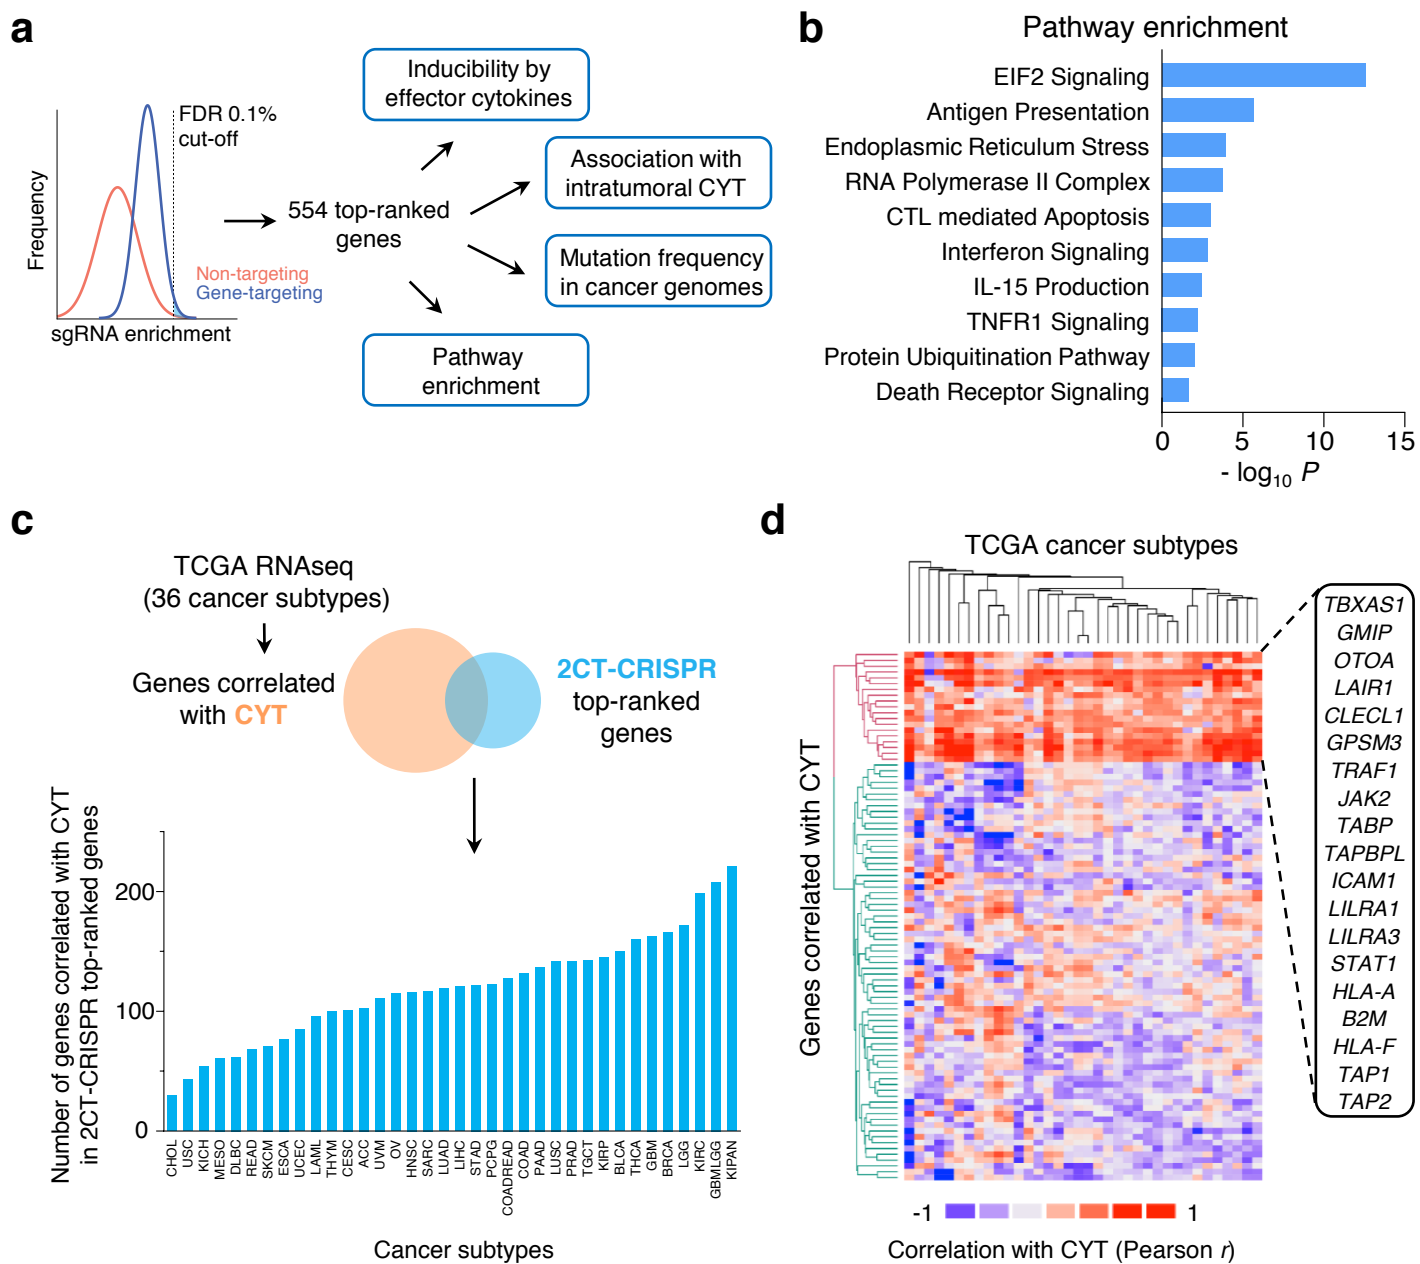 a
FDR 0.1%
cut-off
Frequency
Non-targeting
Gene-targeting
sgRNA enrichment
554 top-ranked
genes
Inducibility by
effector cytokines
Association with
intratumoral CYT
Mutation frequency
in cancer genomes
Pathway
enrichment
b
Pathway enrichment
EIF2 Signaling
Antigen Presentation
Endoplasmic Reticulum Stress
RNA Polymerase II Complex
CTL mediated Apoptosis
Interferon Signaling
IL-15 Production
TNFR1 Signaling
Protein Ubiquitination Pathway
Death Receptor Signaling
0 5 10 15
- log10 P
c
TCGA RNAseq
(36 cancer subtypes)
Genes correlated
with CYT
2CT-CRISPR
top-ranked
genes
Number of genes correlated with CYT
in 2CT-CRISPR top-ranked genes
200
100
0
CHOL
USC
KICH
MESO
DLBC
READ
SKCM
ESCA
UCEC
LAML
THYM
CESC
ACC
UVM
OV
HNSC
SARC
LUAD
LIHC
STAD
PCPG
COADREAD
COAD
PAAD
LUSC
PRAD
TGCT
KIRP
BLCA
THCA
GBM
BRCA
LGG
KIRC
GBMLGG
KIPAN
Cancer subtypes
d
TCGA cancer subtypes
Genes correlated with CYT
TBXAS1
GMIP
OTOA
LAIR1
CLECL1
GPSM3
TRAF1
JAK2
TABP
TAPBPL
ICAM1
LILRA1
LILRA3
STAT1
HLA-A
B2M
HLA-F
TAP1
TAP2
-1 1
Correlation with CYT (Pearson r)